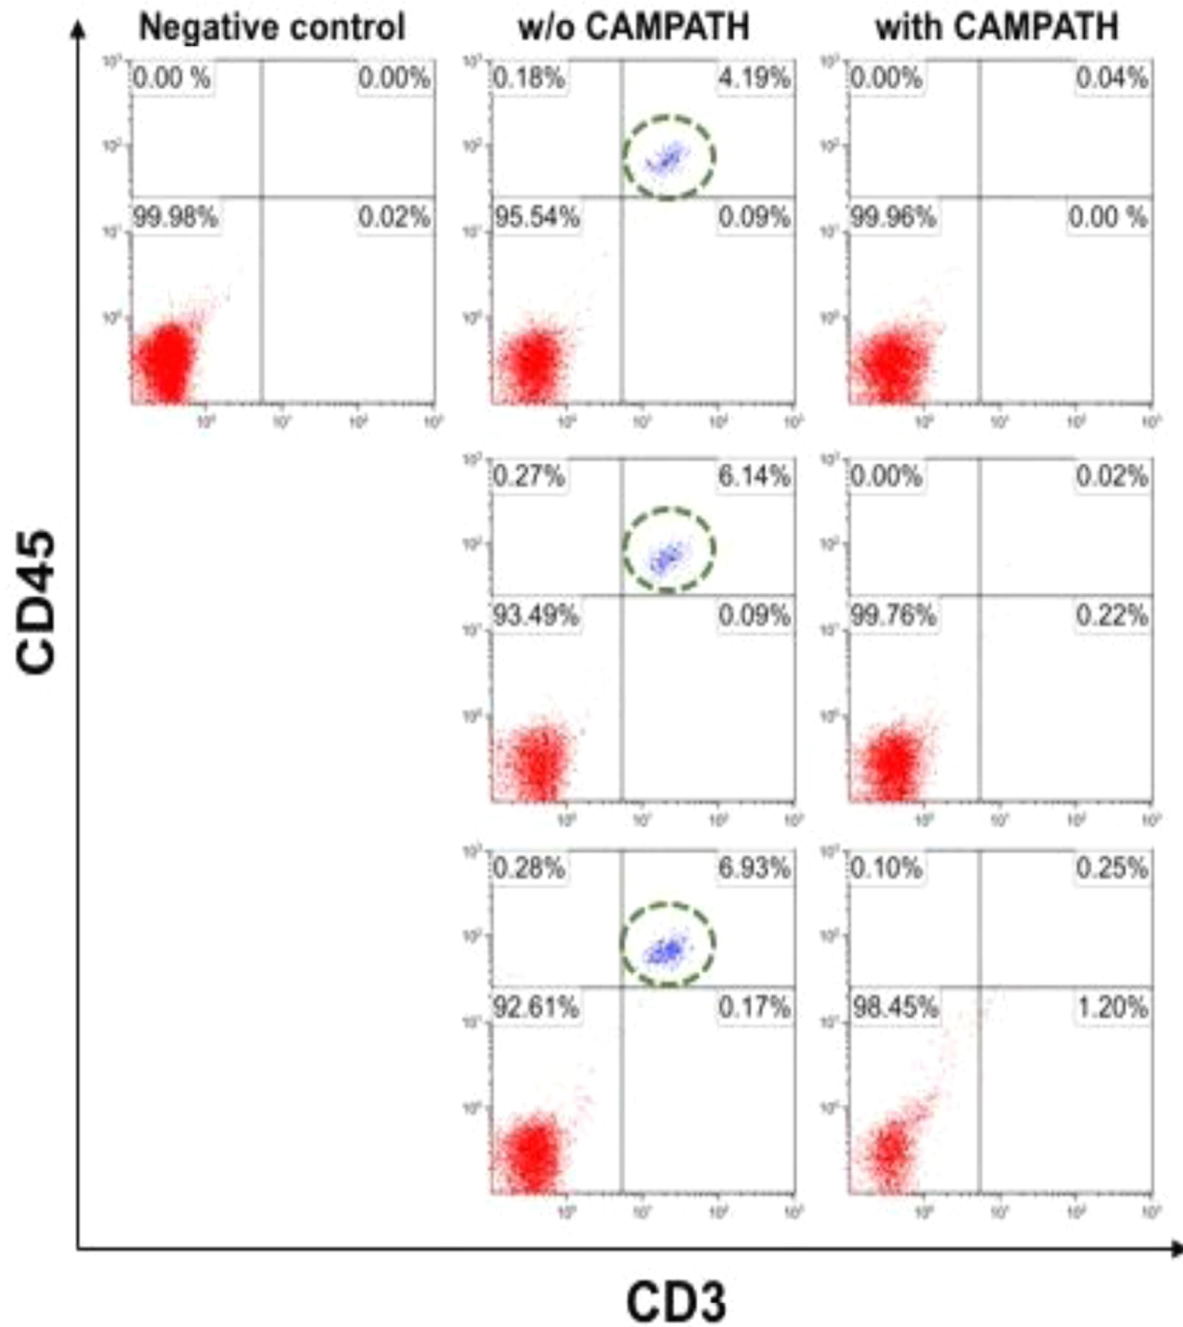 Negative control w/o CAMPATH with CAMPATH
0.00 % 0.00% 0.18% 4.19% 0.00% 0.04%
99.98% 0.02% 95.54% 0.09% 99.96% 0.00 %
0.27% 6.14% 0.00% 0.02%
93.49% 0.09% 99.76% 0.22%
0.28% 6.93% 0.10% 0.25%
92.61% 0.17% 98.45% 1.20%
CD45
CD3